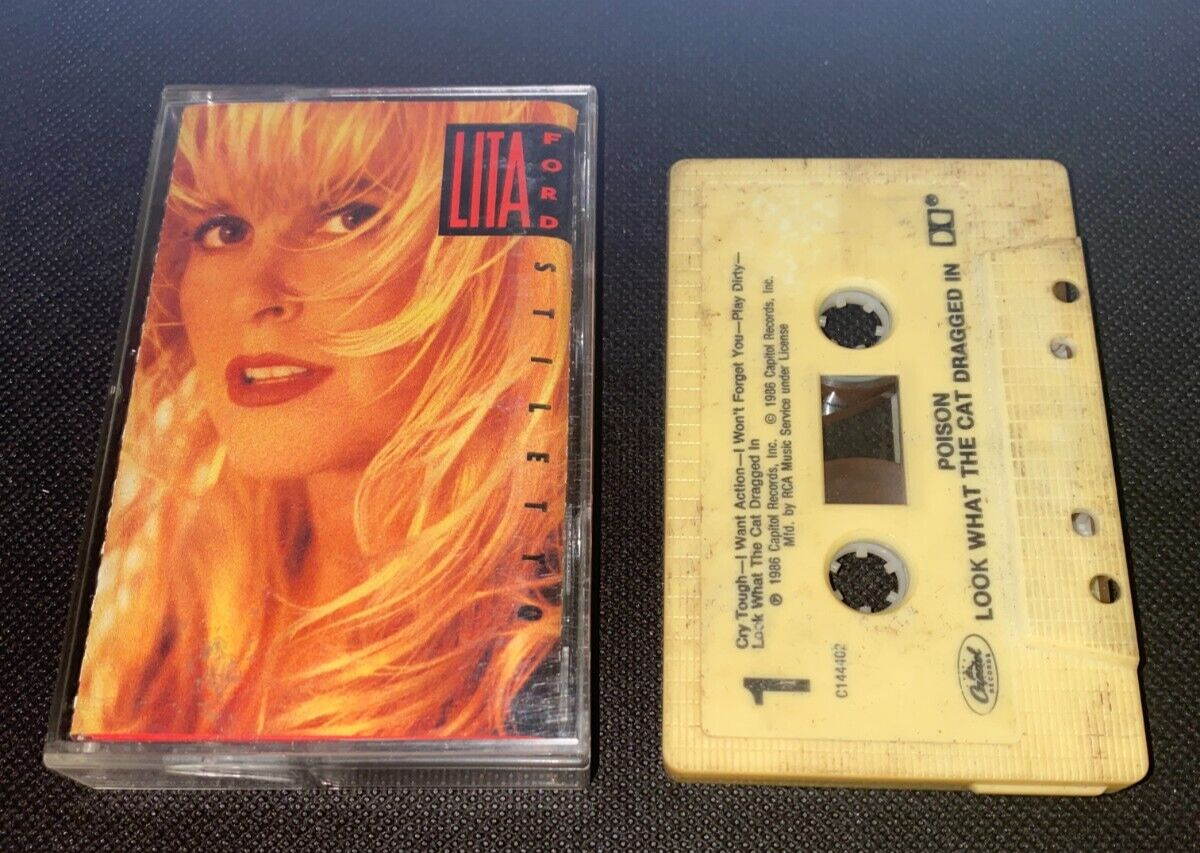 LITA
FORD
STILETTO
Cry Tough—I Want Action—I Won't Forget You—Play Dirty—
Look What The Cat Dragged In
℗ 1986 Capitol Records, Inc. © 1986 Capitol Records, Inc.
Mfd. by RCA Music Service under License
1
C144402
POISON
LOOK WHAT THE CAT DRAGGED IN
®
Capitol
RECORDS